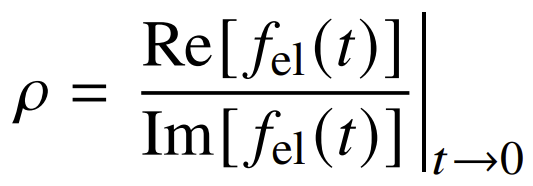 ρ = Re[f_el(t)] / Im[f_el(t)] |_{t→0}